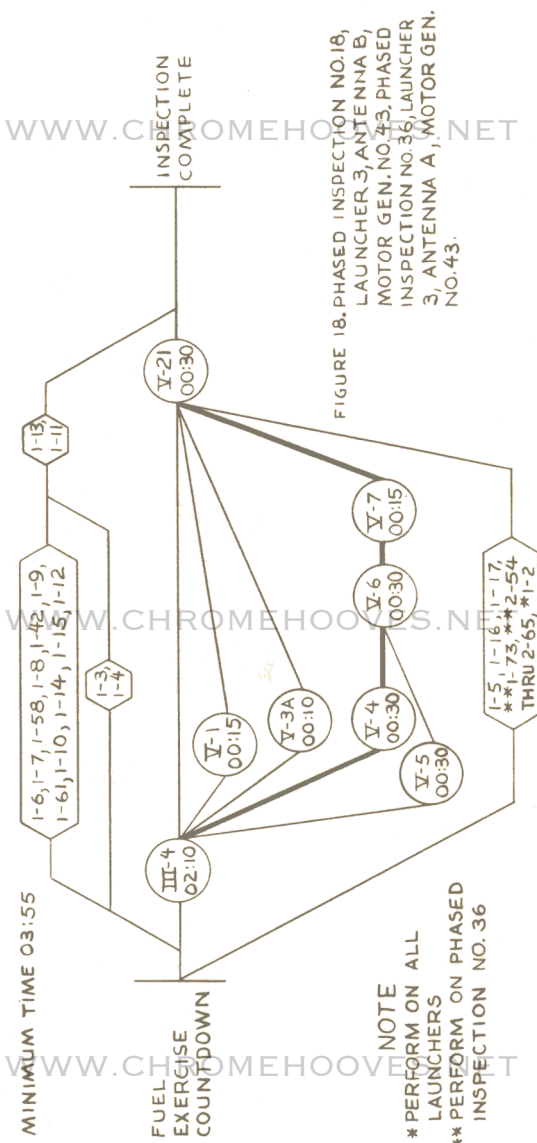 MINIMUM TIME 03:55
1-6, 1-7, 1-58, 1-8, 1-42, 1-9,
1-61, 1-10, 1-14, 1-15, 1-12
1-3,
1-4
1-13,
1-11
FUEL
EXERCISE
COUNTDOWN
III-4
02:10
V-1
00:15
V-3A
00:10
V-4
00:30
V-5
00:30
V-6
00:30
V-7
00:15
V-21
00:30
INSPECTION
COMPLETE
1-5, 1-16, 1-17,
**1-73, **2-54
THRU 2-65, *1-2
NOTE
* PERFORM ON ALL
LAUNCHERS
** PERFORM ON PHASED
INSPECTION NO. 36
FIGURE 18. PHASED INSPECTION NO.18,
LAUNCHER 3, ANTENNA B,
MOTOR GEN. NO. 43, PHASED
INSPECTION NO. 36, LAUNCHER
3, ANTENNA A, MOTOR GEN.
NO. 43.
WWW.CHROMEHOOVES.NET
WWW.CHROMEHOOVES.NET
WWW.CHROMEHOOVES.NET